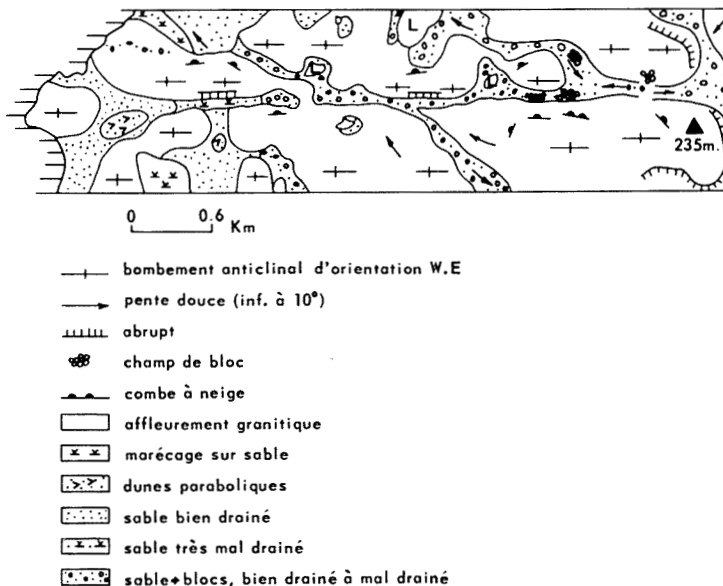 L
L
235m.
0 0.6
Km
bombement anticlinal d'orientation W.E
pente douce (inf. à 10°)
abrupt
champ de bloc
combe à neige
affleurement granitique
marécage sur sable
dunes paraboliques
sable bien drainé
sable très mal drainé
sable+blocs, bien drainé à mal drainé